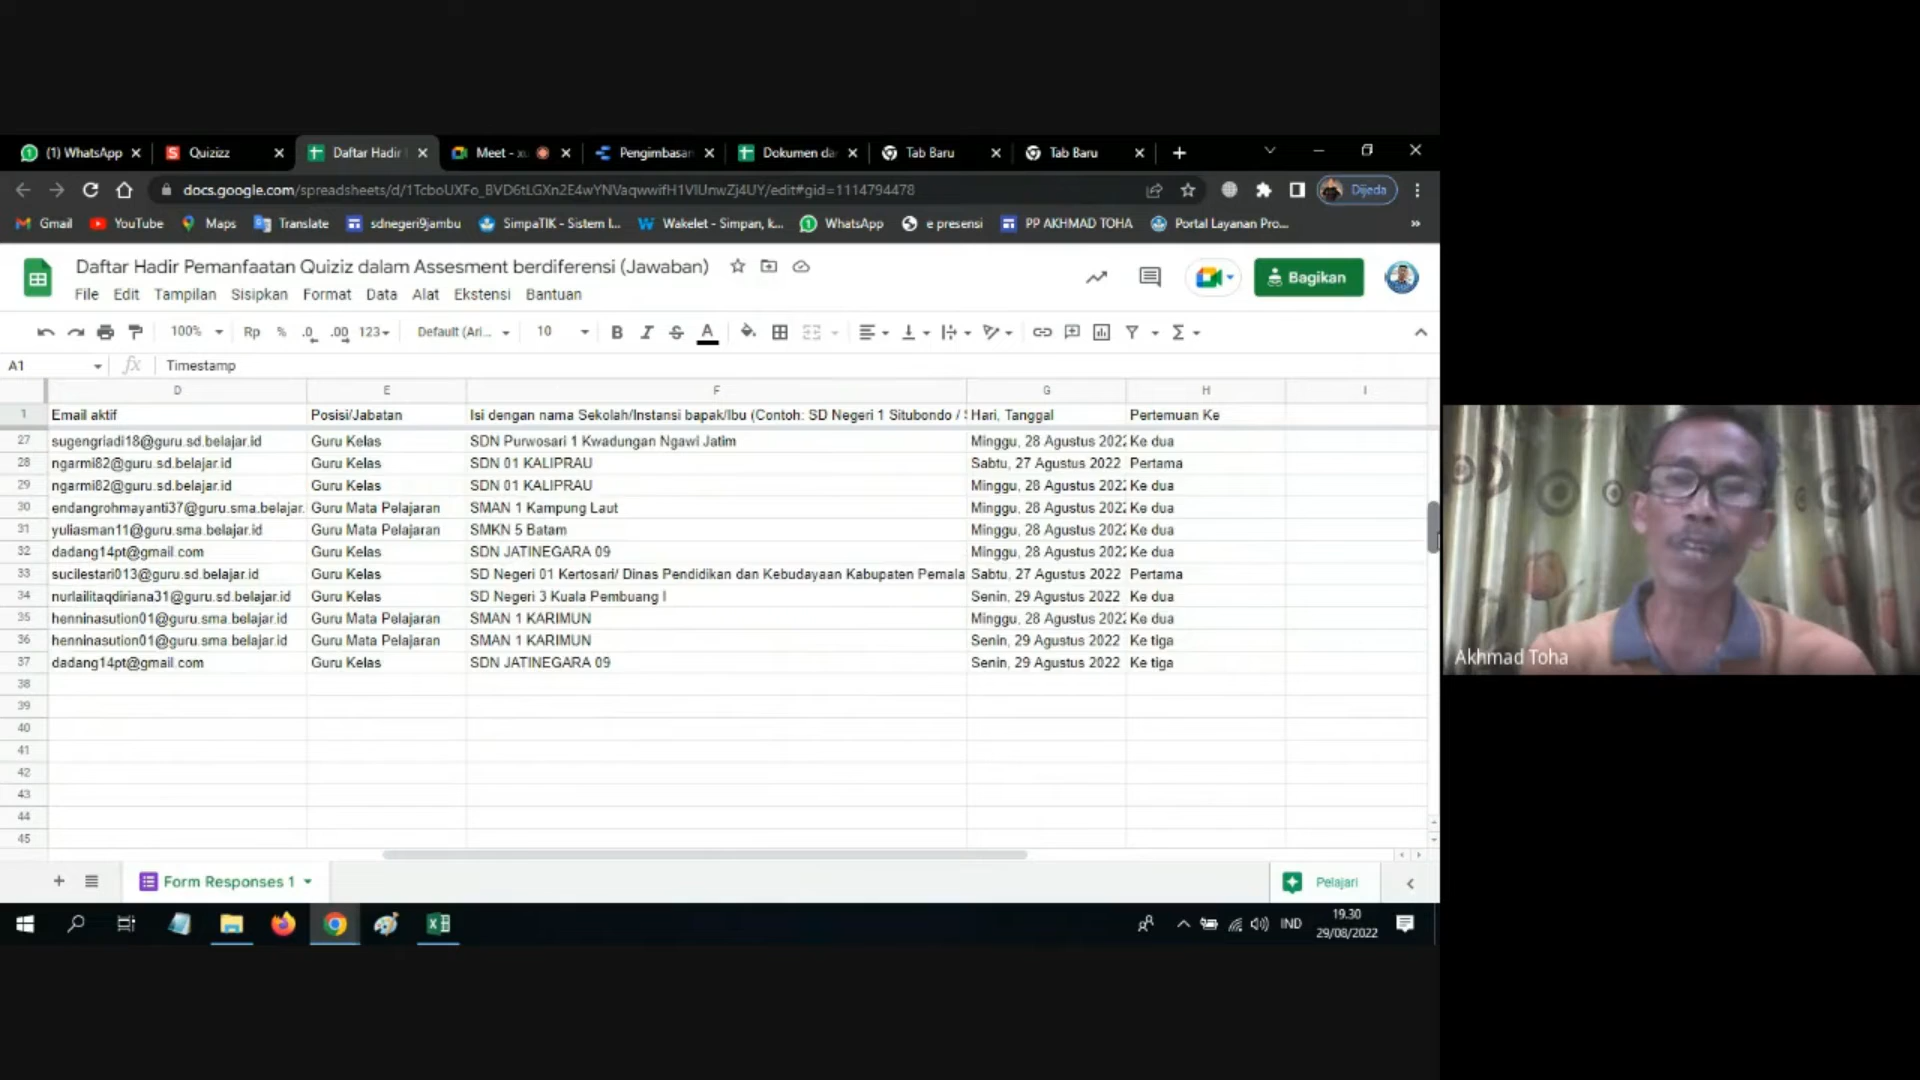 (1) WhatsApp
Quizizz
Daftar Hadir
Meet - xu
Pengimbasan
Dokumen da
Tab Baru
Tab Baru
docs.google.com/spreadsheets/d/1TcboUXFo_BVD6tLGXn2E4wYNVaqwwifH1VlUnwZj4UY/edit#gid=1114794478
Dijeda
Gmail YouTube Maps Translate sdnegeri9jambu SimpaTIK - Sistem I... Wakelet - Simpan, k... WhatsApp e presensi PP AKHMAD TOHA Portal Layanan Pro... »
Daftar Hadir Pemanfaatan Quiziz dalam Assesment berdiferensi (Jawaban)
Bagikan
File Edit Tampilan Sisipkan Format Data Alat Ekstensi Bantuan
100% Rp % .0 .00 123 Default (Ari... 10 B I S A Σ
A1 fx Timestamp
D E F G H I
1 Email aktif Posisi/Jabatan Isi dengan nama Sekolah/Instansi bapak/Ibu (Contoh: SD Negeri 1 Situbondo / Hari, Tanggal Pertemuan Ke
27 sugengriadi18@guru.sd.belajar.id Guru Kelas SDN Purwosari 1 Kwadungan Ngawi Jatim Minggu, 28 Agustus 2022 Ke dua
28 ngarmi82@guru.sd.belajar.id Guru Kelas SDN 01 KALIPRAU Sabtu, 27 Agustus 2022 Pertama
29 ngarmi82@guru.sd.belajar.id Guru Kelas SDN 01 KALIPRAU Minggu, 28 Agustus 2022 Ke dua
30 endangrohmayanti37@guru.sma.belajar. Guru Mata Pelajaran SMAN 1 Kampung Laut Minggu, 28 Agustus 2022 Ke dua
31 yuliasman11@guru.sma.belajar.id Guru Mata Pelajaran SMKN 5 Batam Minggu, 28 Agustus 2022 Ke dua
32 dadang14pt@gmail.com Guru Kelas SDN JATINEGARA 09 Minggu, 28 Agustus 2022 Ke dua
33 sucilestari013@guru.sd.belajar.id Guru Kelas SD Negeri 01 Kertosari/ Dinas Pendidikan dan Kebudayaan Kabupaten Pemala Sabtu, 27 Agustus 2022 Pertama
34 nurlailitaqdiriana31@guru.sd.belajar.id Guru Kelas SD Negeri 3 Kuala Pembuang I Senin, 29 Agustus 2022 Ke dua
35 henninasution01@guru.sma.belajar.id Guru Mata Pelajaran SMAN 1 KARIMUN Minggu, 28 Agustus 2022 Ke dua
36 henninasution01@guru.sma.belajar.id Guru Mata Pelajaran SMAN 1 KARIMUN Senin, 29 Agustus 2022 Ke tiga
37 dadang14pt@gmail.com Guru Kelas SDN JATINEGARA 09 Senin, 29 Agustus 2022 Ke tiga
38
39
40
41
42
43
44
45
Form Responses 1
Pelajari
IND
19.30
29/08/2022
Akhmad Toha